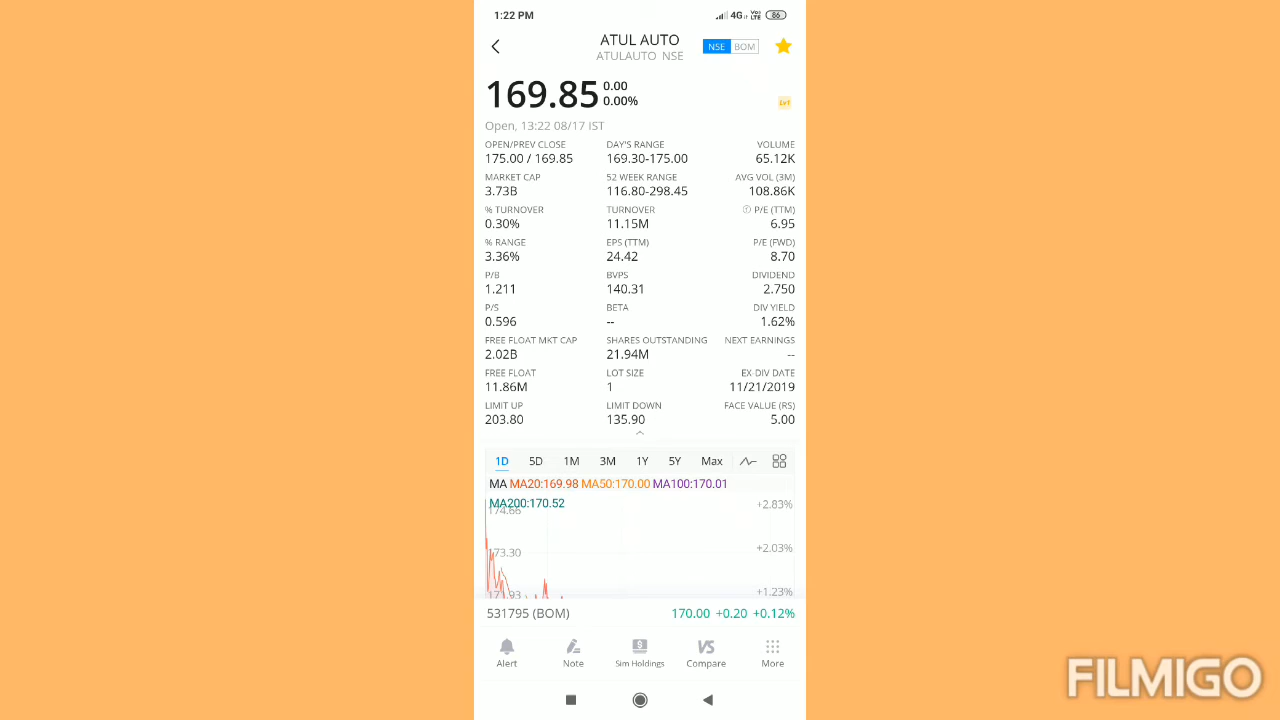 1:22 PM 4G 86
ATUL AUTO
ATULAUTO NSE
NSE BOM
169.85 0.00
0.00%
Open, 13:22 08/17 IST
OPEN/PREV CLOSE DAY'S RANGE VOLUME
175.00 / 169.85 169.30-175.00 65.12K
MARKET CAP 52 WEEK RANGE AVG VOL (3M)
3.73B 116.80-298.45 108.86K
% TURNOVER TURNOVER P/E (TTM)
0.30% 11.15M 6.95
% RANGE EPS (TTM) P/E (FWD)
3.36% 24.42 8.70
P/B BVPS DIVIDEND
1.211 140.31 2.750
P/S BETA DIV YIELD
0.596 -- 1.62%
FREE FLOAT MKT CAP SHARES OUTSTANDING NEXT EARNINGS
2.02B 21.94M --
FREE FLOAT LOT SIZE EX-DIV DATE
11.86M 1 11/21/2019
LIMIT UP LIMIT DOWN FACE VALUE (RS)
203.80 135.90 5.00
1D 5D 1M 3M 1Y 5Y Max
MA MA20:169.98 MA50:170.00 MA100:170.01
MA200:170.52
174.66 +2.83%
173.30 +2.03%
171.93 +1.23%
531795 (BOM) 170.00 +0.20 +0.12%
VS
Alert Note Sim Holdings Compare More
FILMIGO